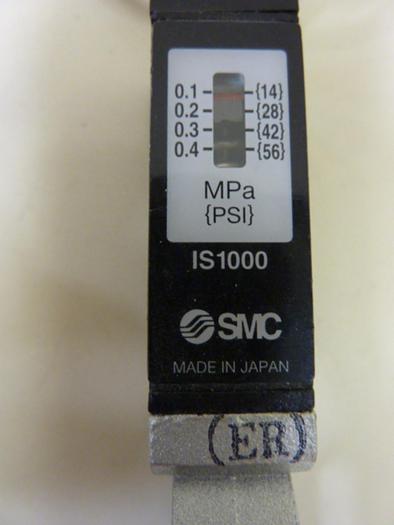 0.1 {14}
0.2 {28}
0.3 {42}
0.4 {56}
MPa
{PSI}
IS1000
SMC
MADE IN JAPAN
(ER)